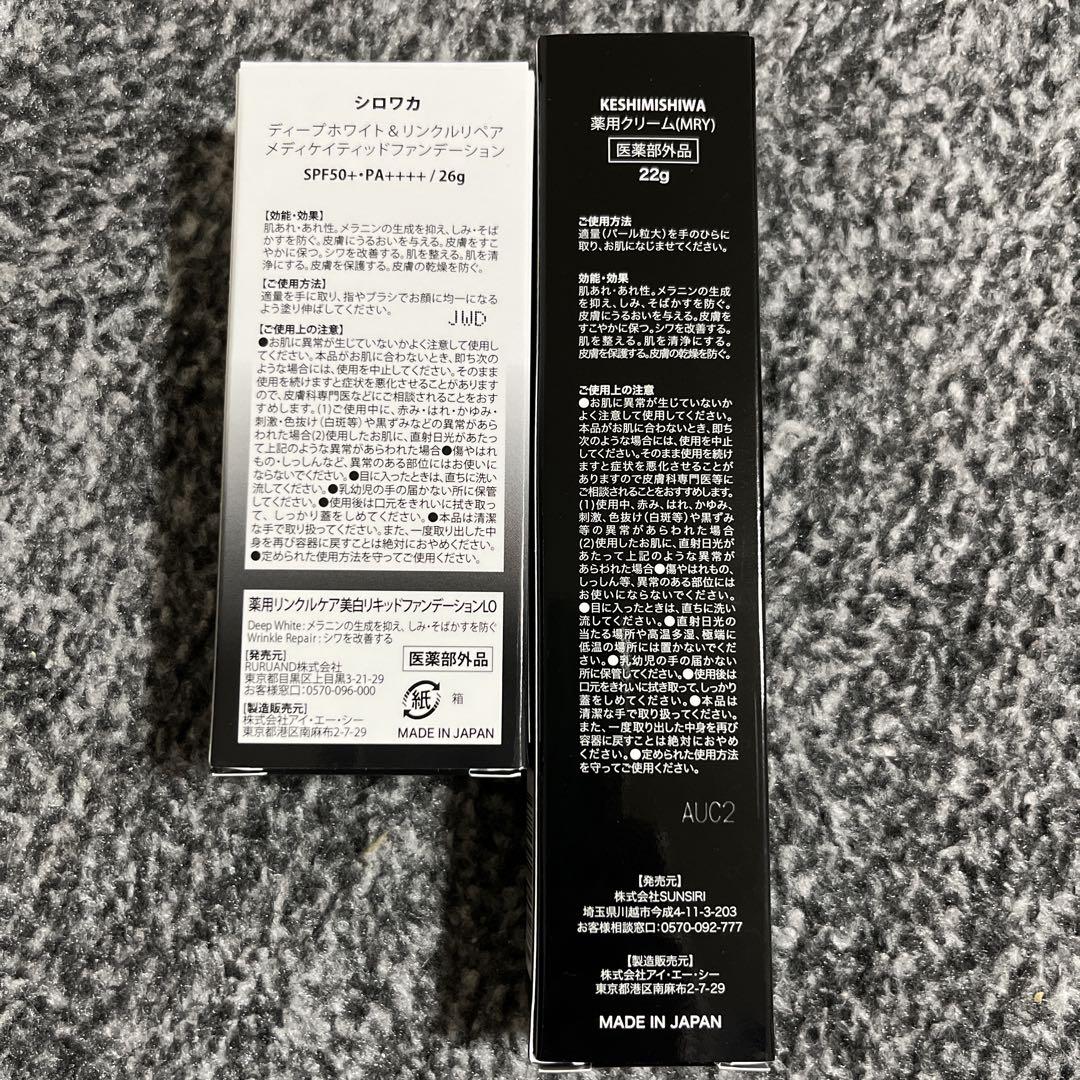 シロワカ
ディープホワイト＆リンクルリペア
メディケイティッドファンデーション
SPF50+・PA++++ / 26g
【効能・効果】
肌あれ・あれ性。メラニンの生成を抑え、しみ・そば
かすを防ぐ。皮膚にうるおいを与える。皮膚をすこ
やかに保つ。シワを改善する。肌を整える。肌を清
浄にする。皮膚を保護する。皮膚の乾燥を防ぐ。
【ご使用方法】
適量を手に取り、指やブラシでお顔に均一になる
よう塗り伸ばしてください。
JWD
【ご使用上の注意】
●お肌に異常が生じていないかよく注意して使用し
てください。本品がお肌に合わないとき、即ち次の
ような場合には、使用を中止してください。そのまま
使用を続けますと症状を悪化させることがあります
ので、皮膚科専門医などにご相談されることをおす
すめします。(1)ご使用中に、赤み・はれ・かゆみ・
刺激・色抜け(白斑等)や黒ずみなどの異常があら
われた場合(2)使用したお肌に、直射日光があたっ
て上記のような異常があらわれた場合●傷やはれ
もの・しっしんなど、異常のある部位にはお使いに
ならないでください。●目に入ったときは、直ちに洗い
流してください。●乳幼児の手の届かない所に保管
してください。●使用後は口元をきれいに拭き取っ
て、しっかり蓋をしめてください。●本品は清潔
な手で取り扱ってください。また、一度取り出した中
身を再び容器に戻すことは絶対におやめください。
●定められた使用方法を守ってご使用ください。
薬用リンクルケア美白リキッドファンデーションLO
Deep White：メラニンの生成を抑え、しみ・そばかすを防ぐ
Wrinkle Repair：シワを改善する
【発売元】
RURUAND株式会社
東京都目黒区上目黒3-21-29
お客様窓口：0570-096-000
医薬部外品
紙
箱
【製造販売元】
株式会社アイ・エー・シー
東京都港区南麻布2-7-29
MADE IN JAPAN
KESHIMISHIWA
薬用クリーム(MRY)
医薬部外品
22g
ご使用方法
適量（パール粒大）を手のひらに
取り、お肌になじませてください。
効能・効果
肌あれ・あれ性。メラニンの生成
を抑え、しみ、そばかすを防ぐ。
皮膚にうるおいを与える。皮膚を
すこやかに保つ。シワを改善する。
肌を整える。肌を清浄にする。
皮膚を保護する。皮膚の乾燥を防ぐ。
ご使用上の注意
●お肌に異常が生じていないか
よく注意して使用してください。
本品がお肌に合わないとき、即ち
次のような場合には、使用を中止
してください。そのまま使用を続け
ますと症状を悪化させることが
ありますので皮膚科専門医等に
ご相談されることをおすすめします。
(1)使用中、赤み、はれ、かゆみ、
刺激、色抜け(白斑等)や黒ずみ
等の異常があらわれた場合
(2)使用したお肌に、直射日光が
あたって上記のような異常が
あらわれた場合●傷やはれもの、
しっしん等、異常のある部位には
お使いにならないでください。
●目に入ったときは、直ちに洗い
流してください。●直射日光の
当たる場所や高温多湿、極端に
低温の場所には置かないでくだ
さい。●乳幼児の手の届かない
所に保管してください。●使用後は
口元をきれいに拭き取って、しっかり
蓋をしめてください。●本品は
清潔な手で取り扱ってください。
また、一度取り出した中身を再び
容器に戻すことは絶対におやめ
ください。●定められた使用方法
を守ってご使用ください。
AUC2
【発売元】
株式会社SUNSIRI
埼玉県川越市今成4-11-3-203
お客様相談窓口：0570-092-777
【製造販売元】
株式会社アイ・エー・シー
東京都港区南麻布2-7-29
MADE IN JAPAN